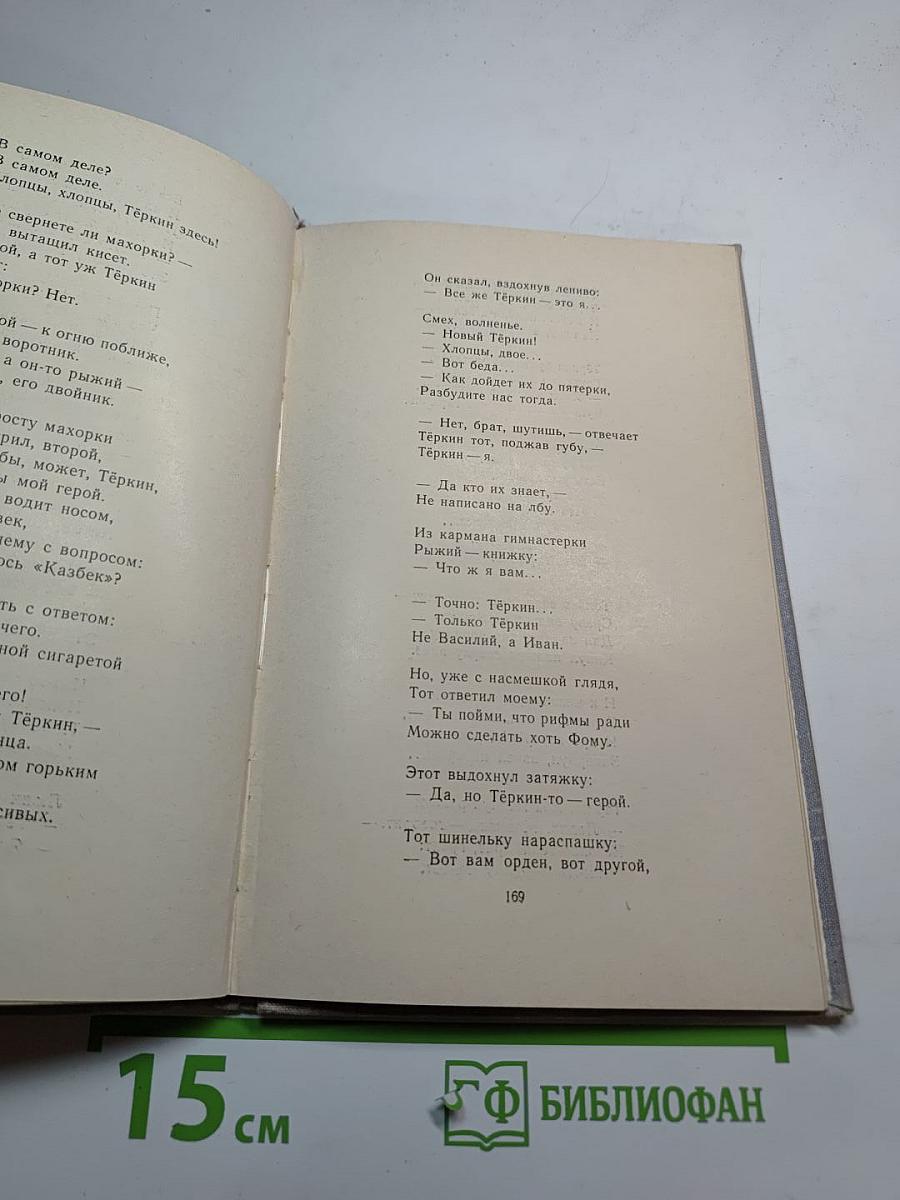 В самом деле?
В самом деле.
хлопцы, Тёркин здесь!
свернете ли махорки? —
вытащил кисет.
а тот уж Тёркин
Нет.
— к огню поближе,
воротник.
а он-то рыжий —
его двойник.
махорки
второй,
может, Тёркин,
мой герой.
водит носом,
с вопросом:
«Казбек»?
с ответом:
сигаретой
Тёркин, —
горьким
Он сказал, вздохнув лениво:
— Все же Тёркин — это я...
Смех, волненье.
— Новый Тёркин!
— Хлопцы, двое...
— Вот беда...
— Как дойдет их до пятерки,
Разбудите нас тогда.
— Нет, брат, шутишь, — отвечает
Тёркин тот, поджав губу, —
Тёркин — я.
— Да кто их знает, —
Не написано на лбу.
Из кармана гимнастерки
Рыжий — книжку:
— Что ж я вам...
— Точно: Тёркин...
— Только Тёркин
Не Василий, а Иван.
Но, уже с насмешкой глядя,
Тот ответил моему:
— Ты пойми, что рифмы ради
Можно сделать хоть Фому.
Этот выдохнул затяжку:
— Да, но Тёркин-то — герой.
Тот шинельку нараспашку:
— Вот вам орден, вот другой,
169
15 см
БФ БИБЛИОФАН